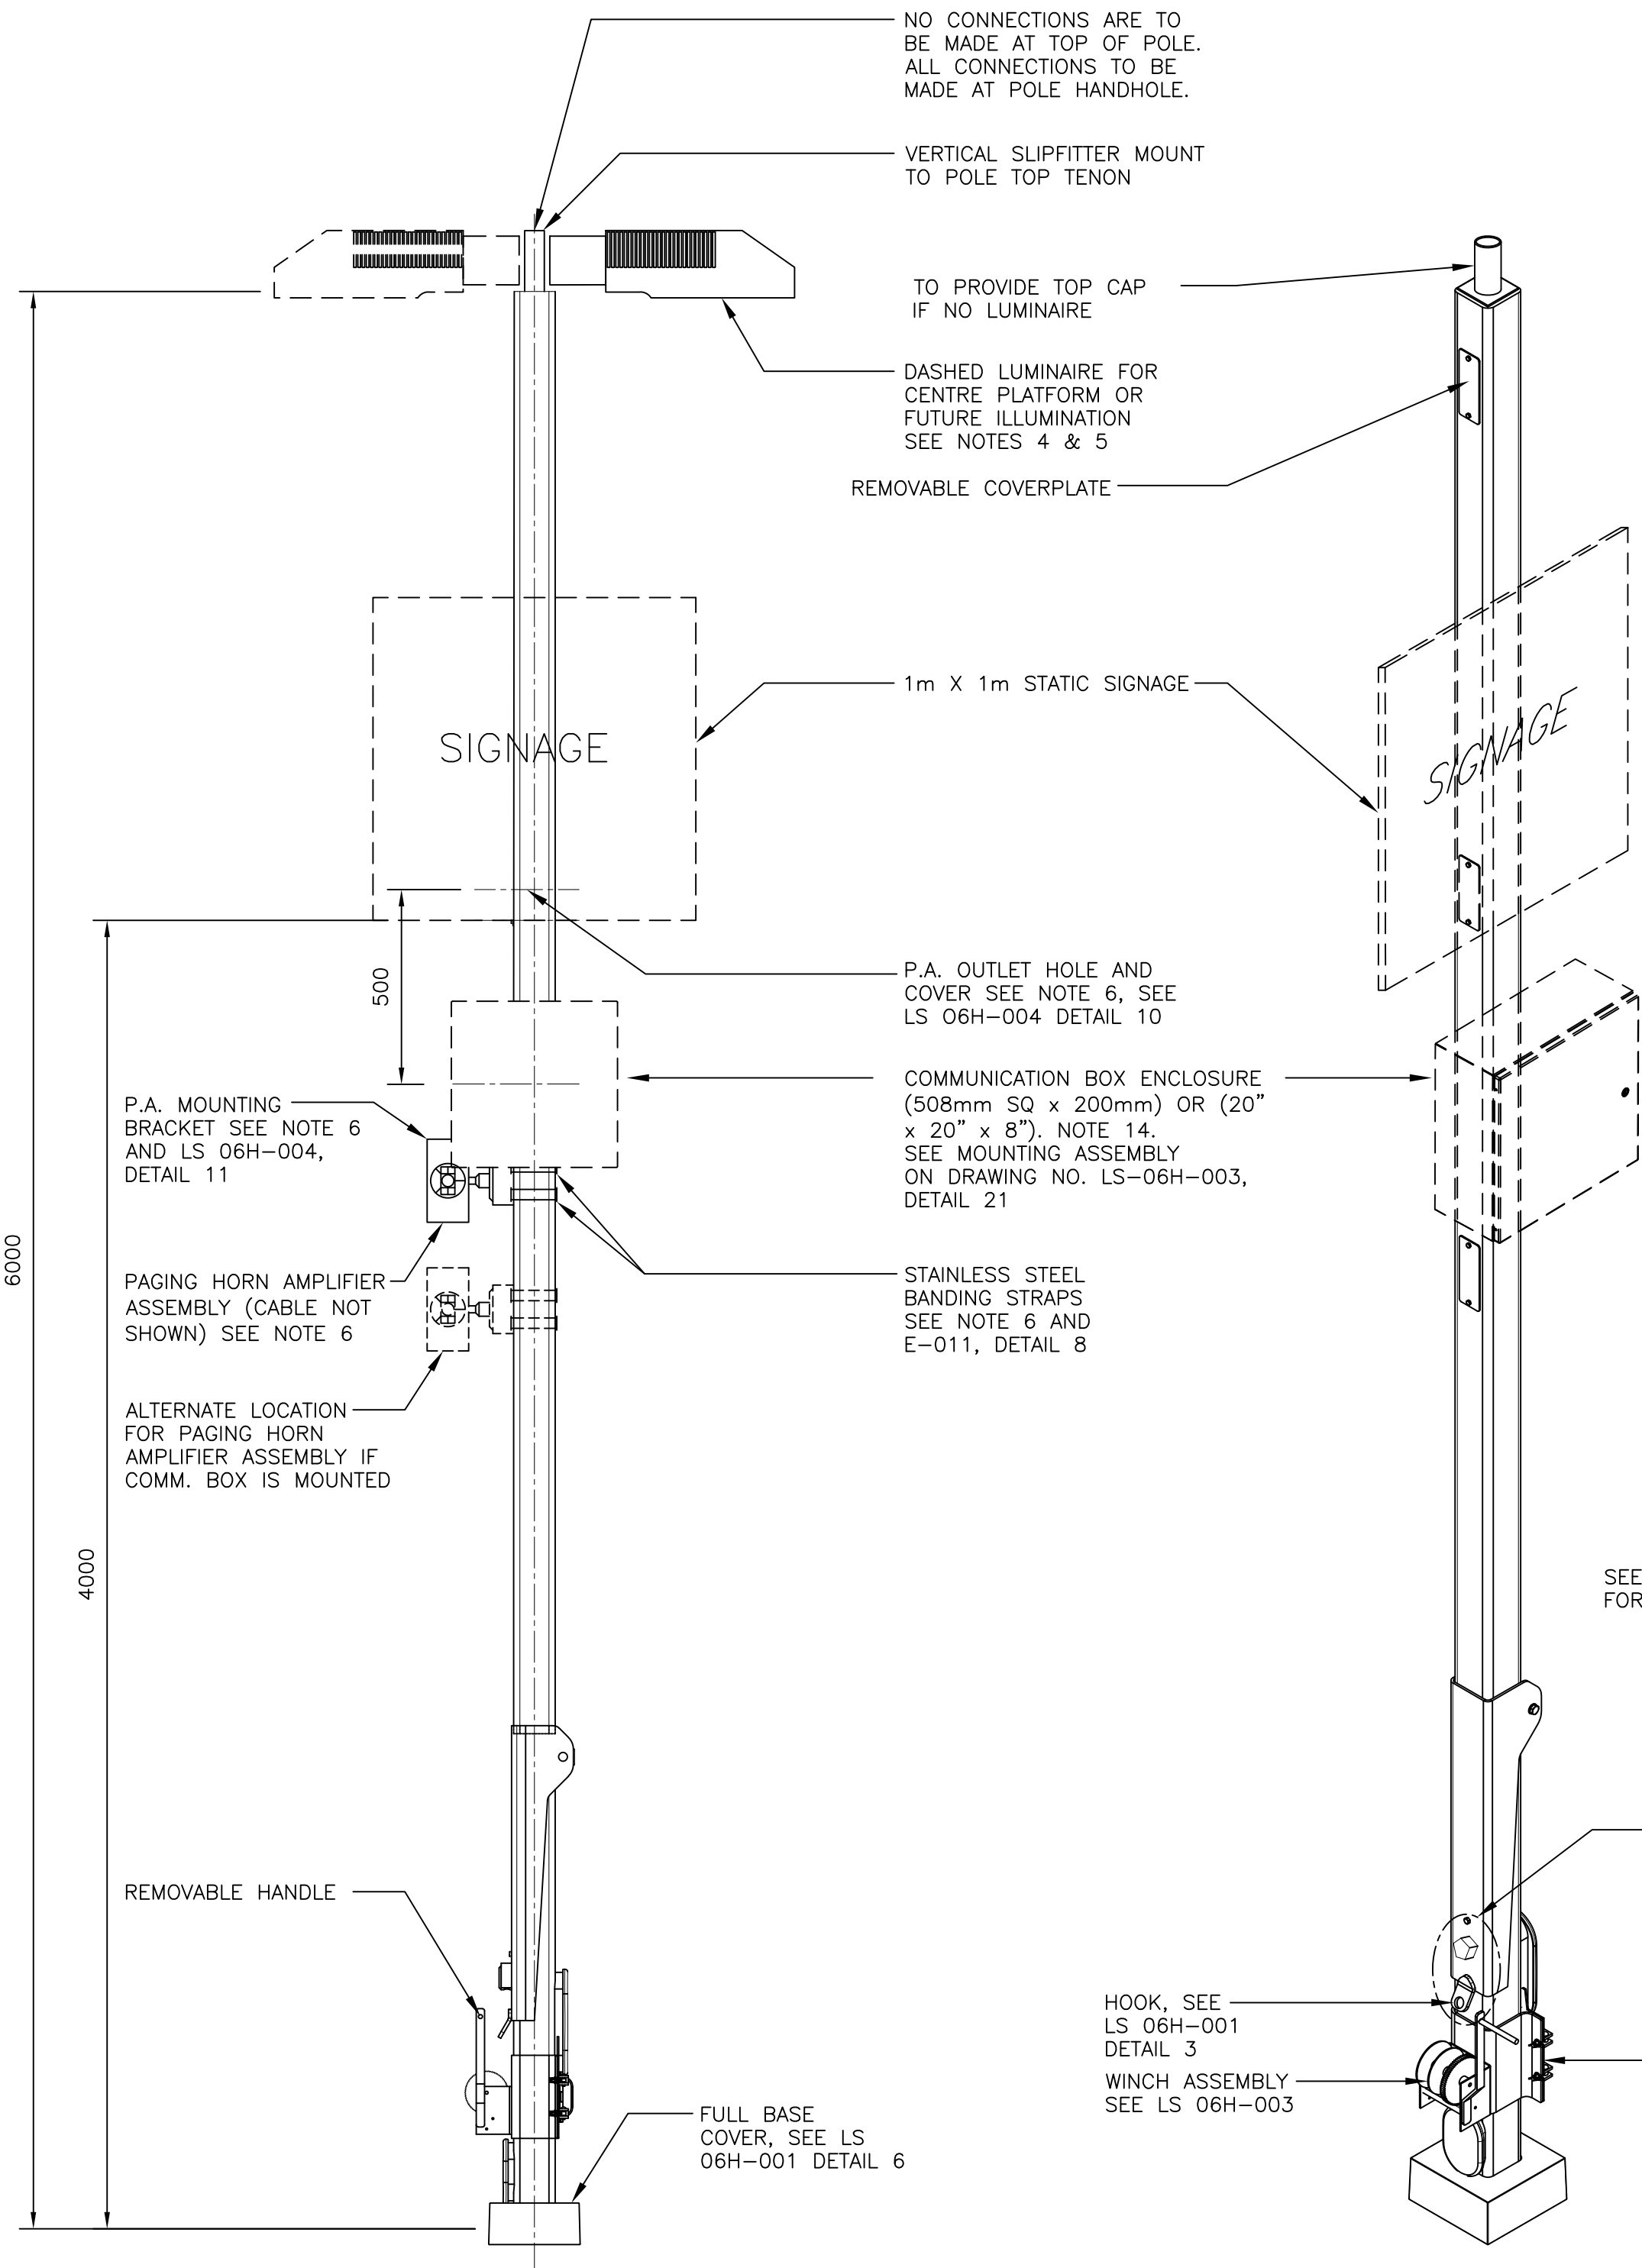 NO CONNECTIONS ARE TO
BE MADE AT TOP OF POLE.
ALL CONNECTIONS TO BE
MADE AT POLE HANDHOLE.
VERTICAL SLIPFITTER MOUNT
TO POLE TOP TENON
TO PROVIDE TOP CAP
IF NO LUMINAIRE
DASHED LUMINAIRE FOR
CENTRE PLATFORM OR
FUTURE ILLUMINATION
SEE NOTES 4 & 5
REMOVABLE COVERPLATE
1m X 1m STATIC SIGNAGE
SIGNAGE
SIGNAGE
P.A. OUTLET HOLE AND
COVER SEE NOTE 6, SEE
LS 06H-004 DETAIL 10
500
COMMUNICATION BOX ENCLOSURE
(508mm SQ x 200mm) OR (20”
x 20” x 8”). NOTE 14.
SEE MOUNTING ASSEMBLY
ON DRAWING NO. LS-06H-003,
DETAIL 21
P.A. MOUNTING
BRACKET SEE NOTE 6
AND LS 06H-004,
DETAIL 11
6000
PAGING HORN AMPLIFIER
ASSEMBLY (CABLE NOT
SHOWN) SEE NOTE 6
STAINLESS STEEL
BANDING STRAPS
SEE NOTE 6 AND
E-011, DETAIL 8
ALTERNATE LOCATION
FOR PAGING HORN
AMPLIFIER ASSEMBLY IF
COMM. BOX IS MOUNTED
4000
SEE
FOR
REMOVABLE HANDLE
HOOK, SEE
LS 06H-001
DETAIL 3
WINCH ASSEMBLY
SEE LS 06H-003
FULL BASE
COVER, SEE LS
06H-001 DETAIL 6